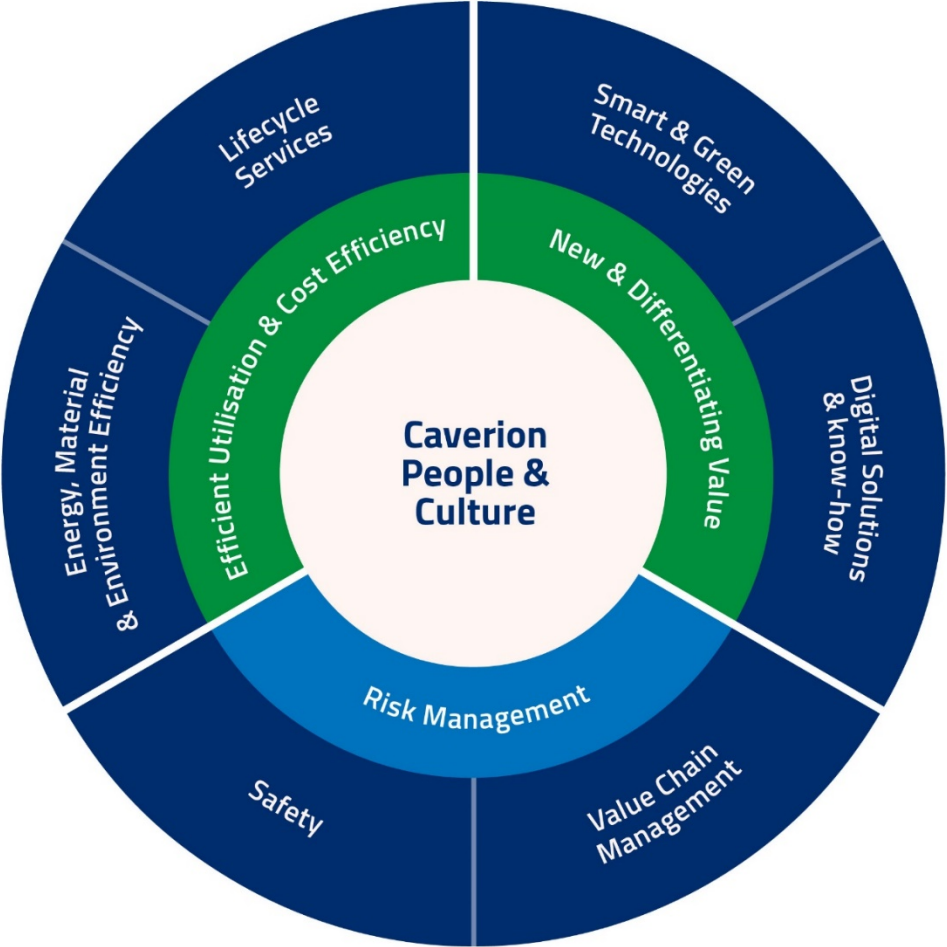 Lifecycle
Services
Smart & Green
Technologies
Efficient Utilisation & Cost Efficiency
New & Differentiating Value
Energy, Material
& Environment Efficiency
Caverion
People &
Culture
Digital Solutions
& know-how
Risk Management
Safety
Value Chain
Management